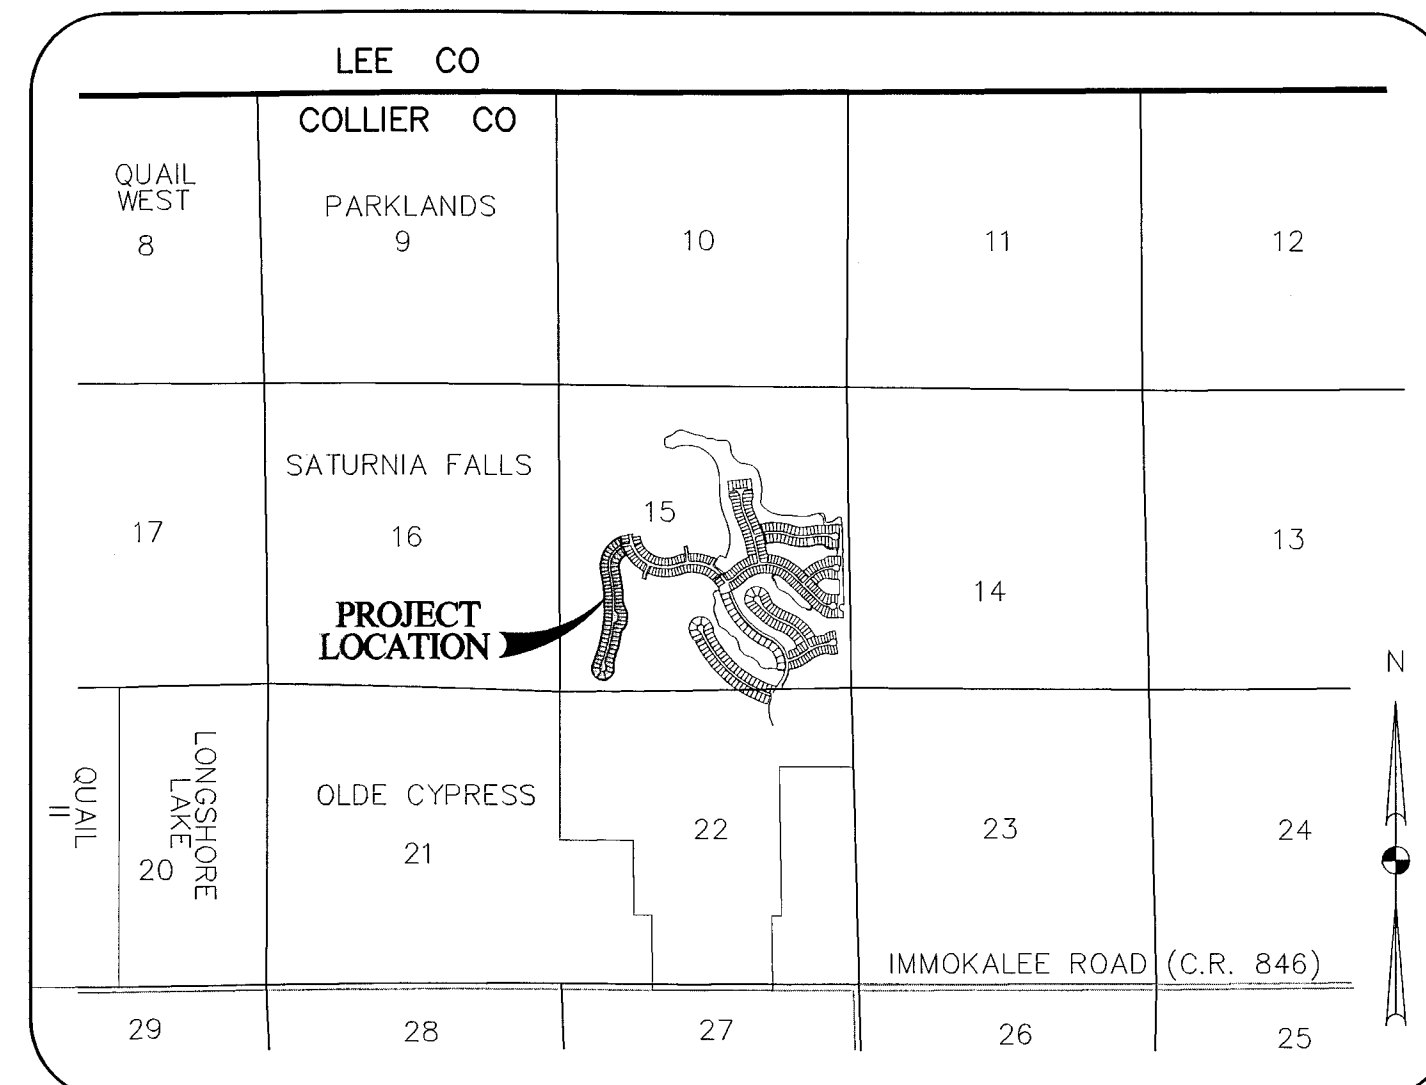 LEE CO
COLLIER CO
QUAIL
WEST
8
PARKLANDS
9
10
11
12
17
SATURNIA FALLS
16
15
14
13
PROJECT
LOCATION
N
QUAIL
II
LONGSHORE
LAKE
20
OLDE CYPRESS
21
22
23
24
IMMOKALEE ROAD (C.R. 846)
29
28
27
26
25